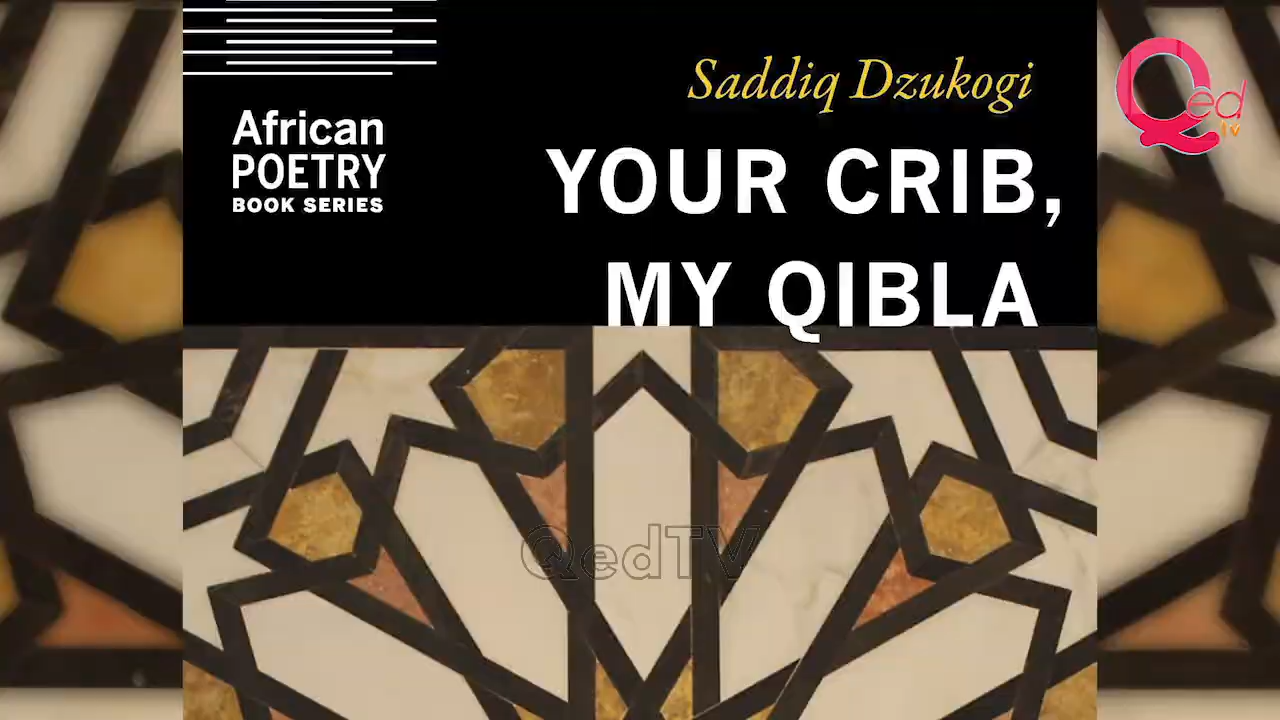 Saddiq Dzukogi
YOUR CRIB,
MY QIBLA
African
POETRY
BOOK SERIES
Qed
tv
QedTV